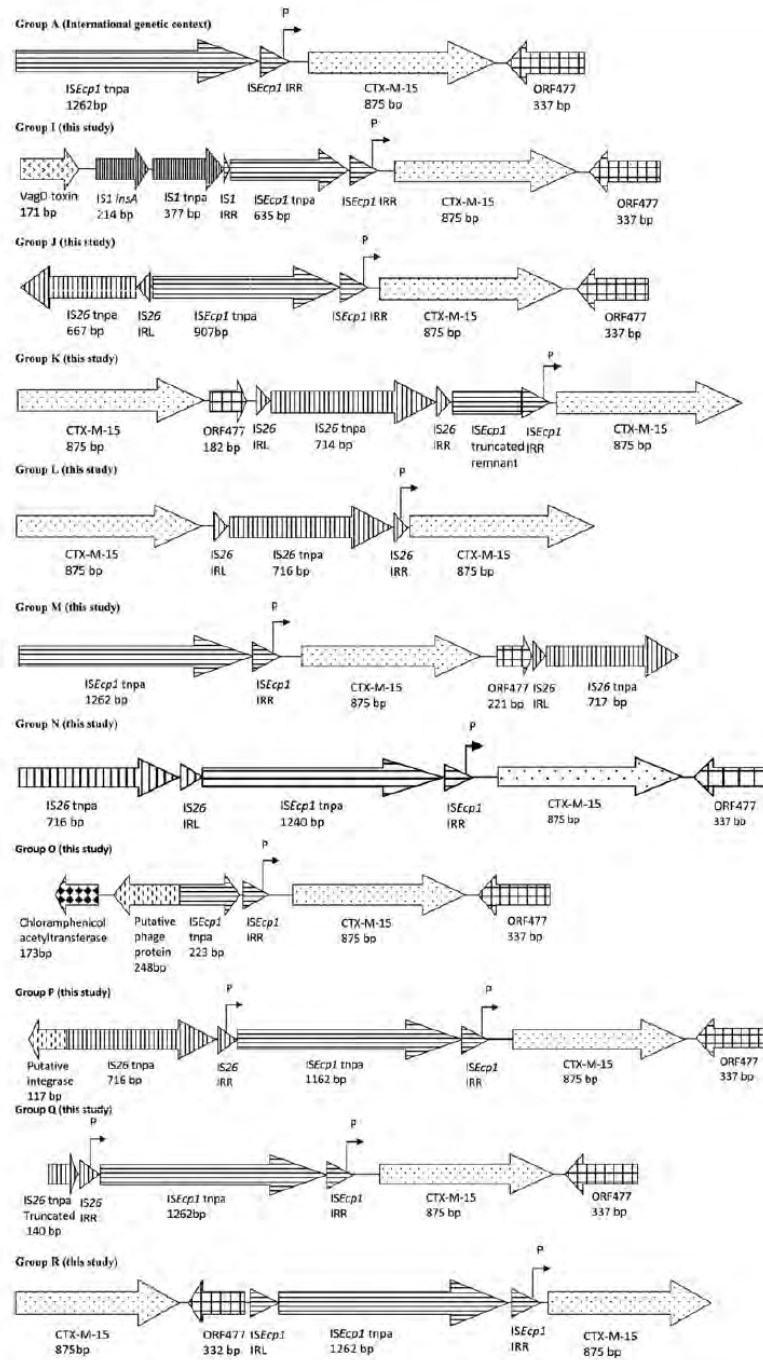 Group A (International genetic context)
P
ISEcp1 tnpa
1262bp
ISEcp1 IRR
CTX-M-15
875 bp
ORF477
337 bp
Group I (this study)
P
VagD toxin
171 bp
IS1 InsA
214 bp
IS1 tnpa
377 bp
IS1
IRR
ISEcp1 tnpa
635 bp
ISEcp1 IRR
CTX-M-15
875 bp
ORF477
337 bp
Group J (this study)
P
IS26 tnpa
667 bp
IS26
IRL
ISEcp1 tnpa
907bp
ISEcp1 IRR
CTX-M-15
875 bp
ORF477
337 bp
Group K (this study)
P
CTX-M-15
875 bp
ORF477
182 bp
IS26
IRL
IS26 tnpa
714 bp
IS26
IRR
ISEcp1
truncated
remnant
ISEcp1
IRR
CTX-M-15
875 bp
Group L (this study)
P
CTX-M-15
875 bp
IS26
IRL
IS26 tnpa
716 bp
IS26
IRR
CTX-M-15
875 bp
Group M (this study)
P
ISEcp1 tnpa
1262 bp
ISEcp1
IRR
CTX-M-15
875 bp
ORF477
221 bp
IS26
IRL
IS26 tnpa
717 bp
Group N (this study)
P
IS26 tnpa
716 bp
IS26
IRL
ISEcp1 tnpa
1240 bp
ISEcp1
IRR
CTX-M-15
875 bp
ORF477
337 bp
Group O (this study)
P
Chloramphenicol
acetyltransferase
173bp
Putative
phage
protein
248bp
ISEcp1
tnpa
223 bp
ISEcp1
IRR
CTX-M-15
875 bp
ORF477
337 bp
Group P (this study)
P
P
Putative
integrase
117 bp
IS26 tnpa
716 bp
IS26
IRR
ISEcp1 tnpa
1162 bp
ISEcp1
IRR
CTX-M-15
875 bp
ORF477
337 bp
Group Q (this study)
P
P
IS26 tnpa
Truncated
140 bp
IS26
IRR
ISEcp1 tnpa
1262bp
ISEcp1
IRR
CTX-M-15
875 bp
ORF477
337 bp
Group R (this study)
P
CTX-M-15
875bp
ORF477
332 bp
ISEcp1
IRL
ISEcp1 tnpa
1262 bp
ISEcp1
IRR
CTX-M-15
875 bp